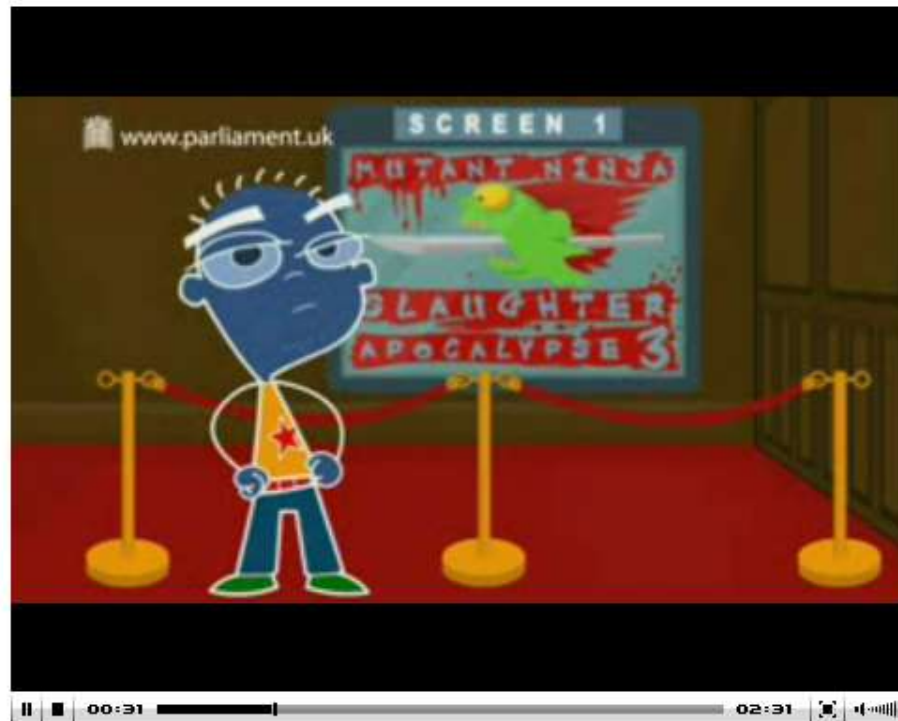 www.parliament.uk
SCREEN 1
MUTANT NINJA
SLAUGHTER
APOCALYPSE 3
00:31
02:31